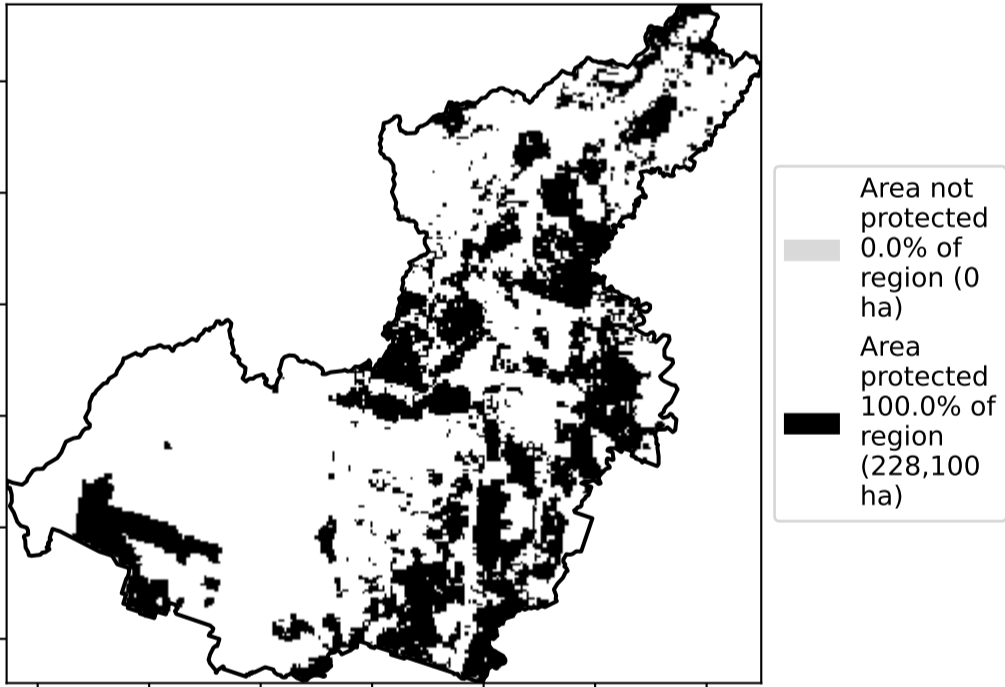 Area not
protected
0.0% of
region (0
ha)
Area
protected
100.0% of
region
(228,100
ha)